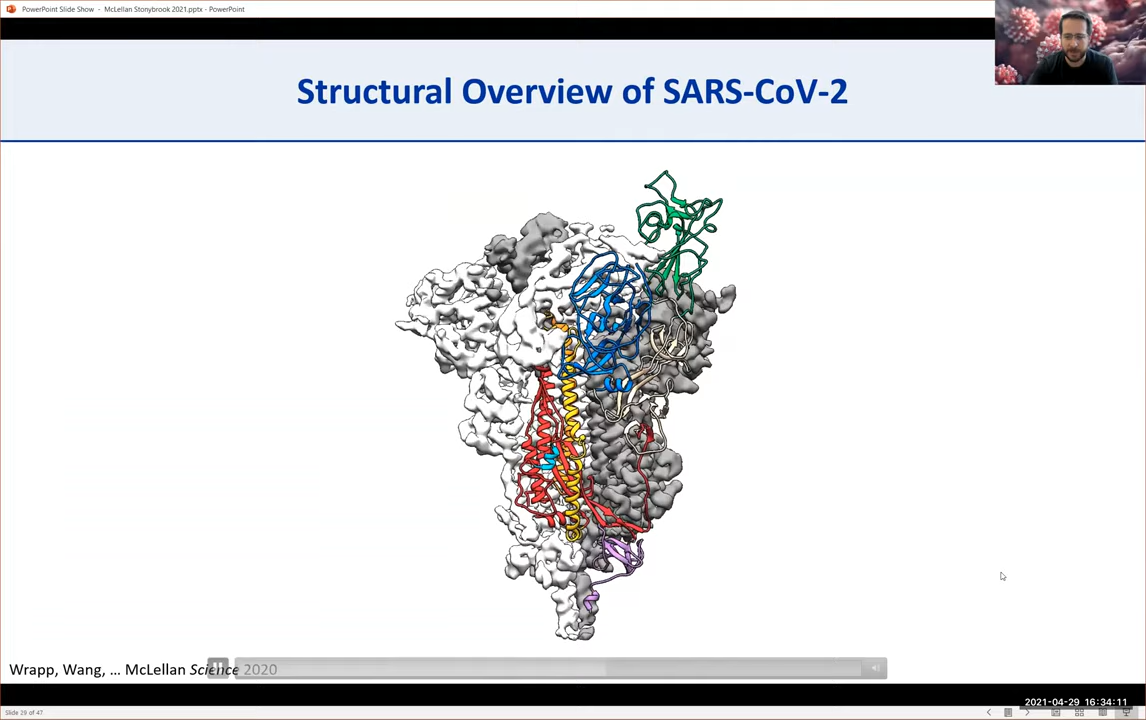 PowerPoint Slide Show - McLellan Stonybrook 2021.pptx - PowerPoint
Structural Overview of SARS-CoV-2
Wrapp, Wang, ... McLellan Science 2020
2021-04-29 16:34:11
Slide 29 of 47